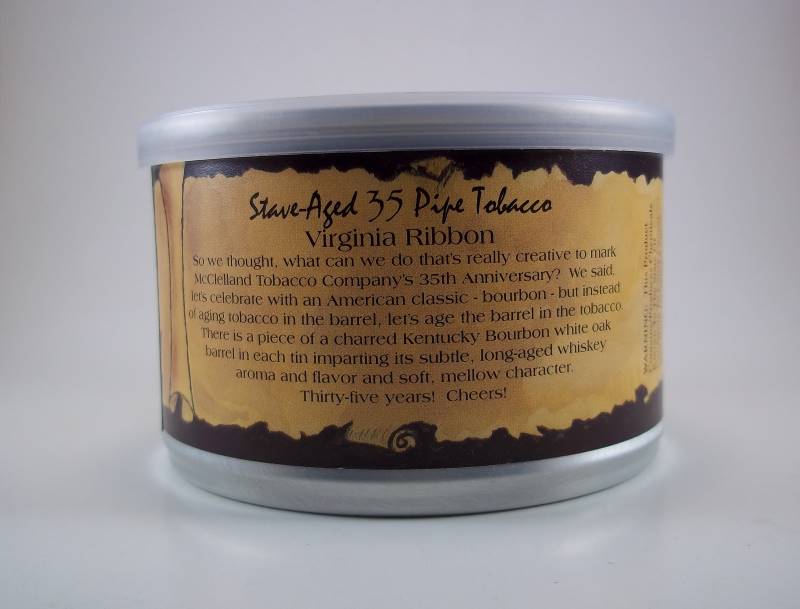 Stave-Aged 35 Pipe Tobacco
Virginia Ribbon
So we thought, what can we do that's really creative to mark
McClelland Tobacco Company's 35th Anniversary? We said,
let's celebrate with an American classic - bourbon - but instead
of aging tobacco in the barrel, let's age the barrel in the tobacco.
There is a piece of a charred Kentucky Bourbon white oak
barrel in each tin imparting its subtle, long-aged whiskey
aroma and flavor and soft, mellow character.
Thirty-five years! Cheers!
WARNING: This Product